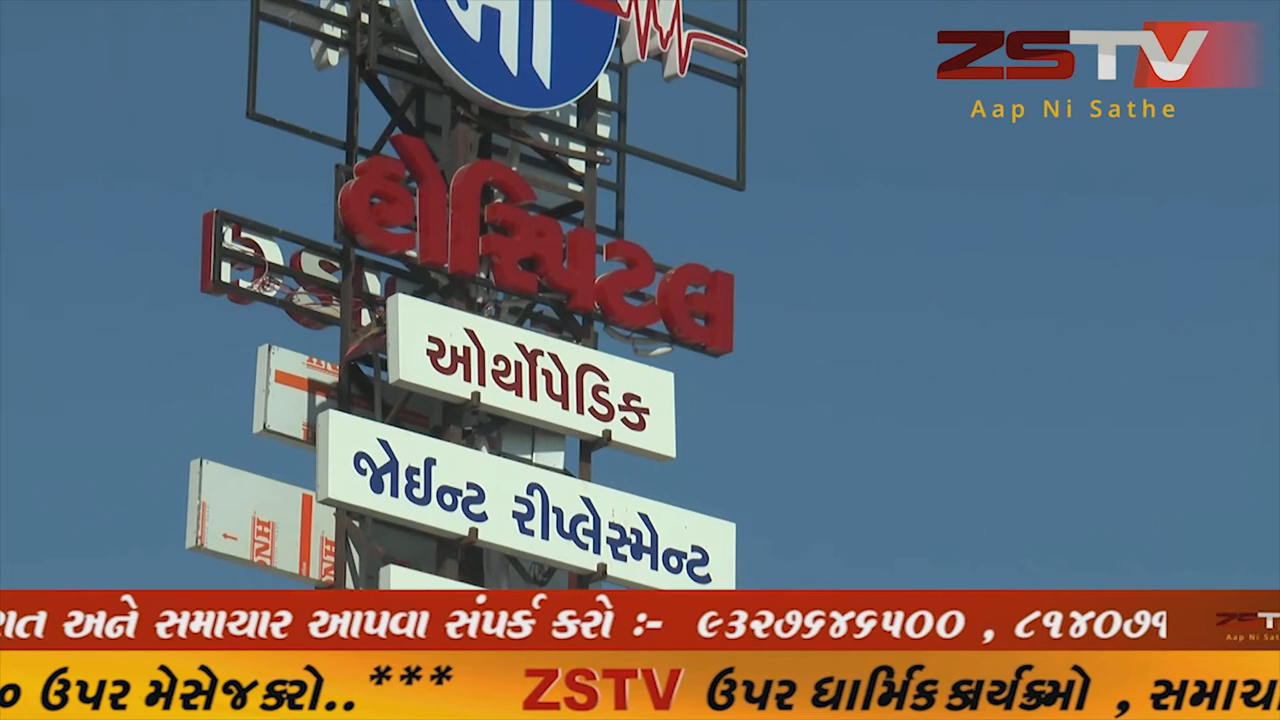 ZSTV
Aap Ni Sathe
હોસ્પિટલ
ઓર્થોપેડિક
જોઈન્ટ રીપ્લેસમેન્ટ
અને સમાચાર આપવા સંપર્ક કરો :- ૯૩૨૭૬૪૬૫૦૦ , ૮૧૪૦૭૧
ઉપર મેસેજ કરો.. *** ZSTV ઉપર ધાર્મિક કાર્યક્રમો ,